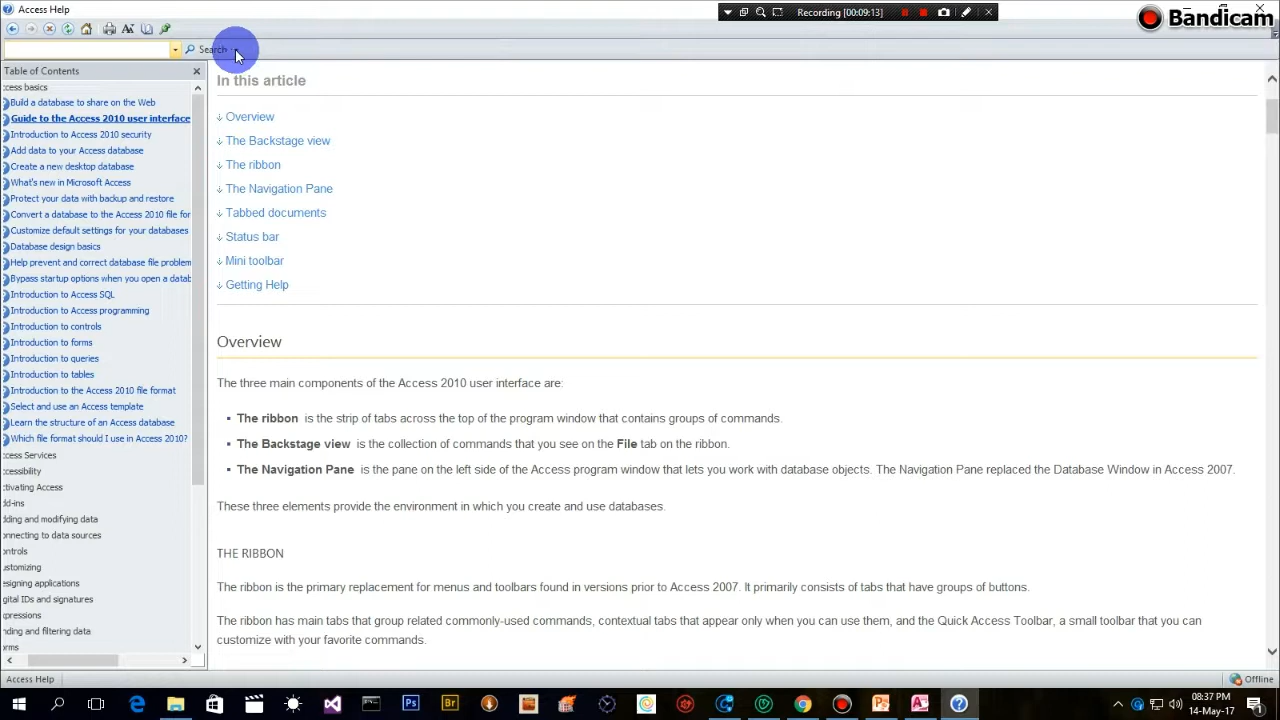 Access Help
Recording [00:09:13]
Bandicam
Search
Table of Contents
ccess basics
Build a database to share on the Web
Guide to the Access 2010 user interface
Introduction to Access 2010 security
Add data to your Access database
Create a new desktop database
What's new in Microsoft Access
Protect your data with backup and restore
Convert a database to the Access 2010 file for
Customize default settings for your databases
Database design basics
Help prevent and correct database file problem
Bypass startup options when you open a datab
Introduction to Access SQL
Introduction to Access programming
Introduction to controls
Introduction to forms
Introduction to queries
Introduction to tables
Introduction to the Access 2010 file format
Select and use an Access template
Learn the structure of an Access database
Which file format should I use in Access 2010?
ccess Services
ccessibility
ctivating Access
dd-ins
dding and modifying data
onnecting to data sources
ontrols
ustomizing
esigning applications
igital IDs and signatures
xpressions
nding and filtering data
orms
In this article
Overview
The Backstage view
The ribbon
The Navigation Pane
Tabbed documents
Status bar
Mini toolbar
Getting Help
Overview
The three main components of the Access 2010 user interface are:
The ribbon is the strip of tabs across the top of the program window that contains groups of commands.
The Backstage view is the collection of commands that you see on the File tab on the ribbon.
The Navigation Pane is the pane on the left side of the Access program window that lets you work with database objects. The Navigation Pane replaced the Database Window in Access 2007.
These three elements provide the environment in which you create and use databases.
THE RIBBON
The ribbon is the primary replacement for menus and toolbars found in versions prior to Access 2007. It primarily consists of tabs that have groups of buttons.
The ribbon has main tabs that group related commonly-used commands, contextual tabs that appear only when you can use them, and the Quick Access Toolbar, a small toolbar that you can
customize with your favorite commands.
Access Help
Offline
Ps
Br
08:37 PM
14-May-17